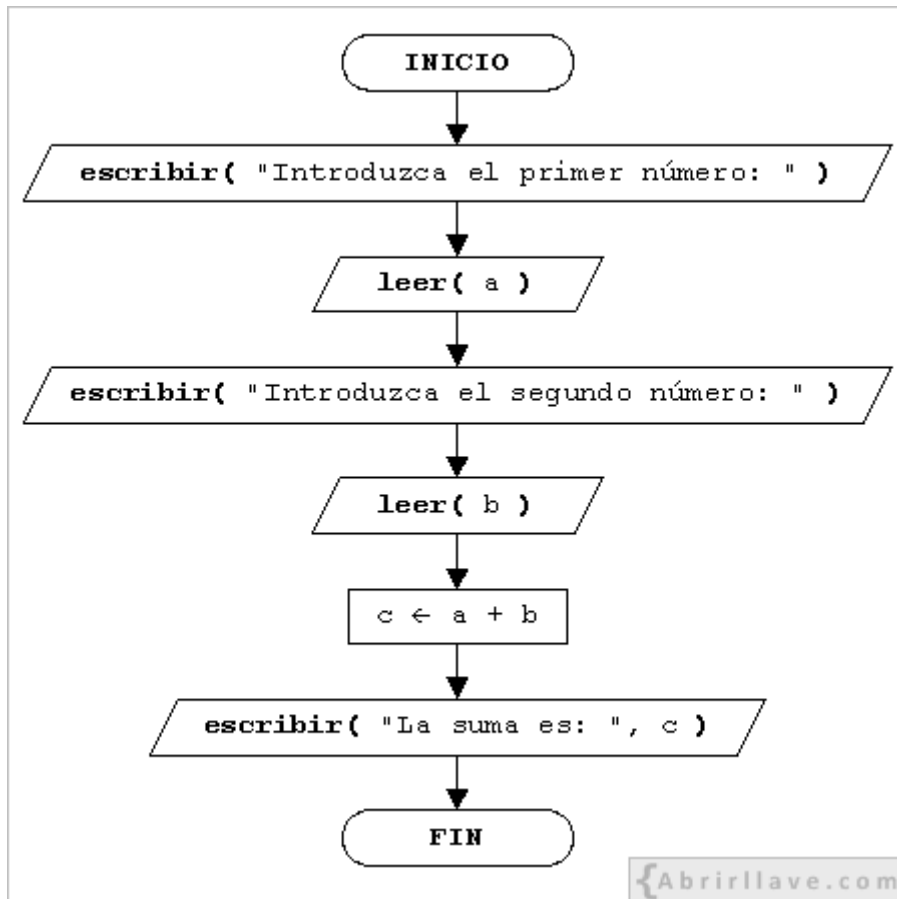 INICIO
escribir( "Introduzca el primer número: " )
leer( a )
escribir( "Introduzca el segundo número: " )
leer( b )
c ← a + b
escribir( "La suma es: ", c )
FIN
{Abrirllave.com